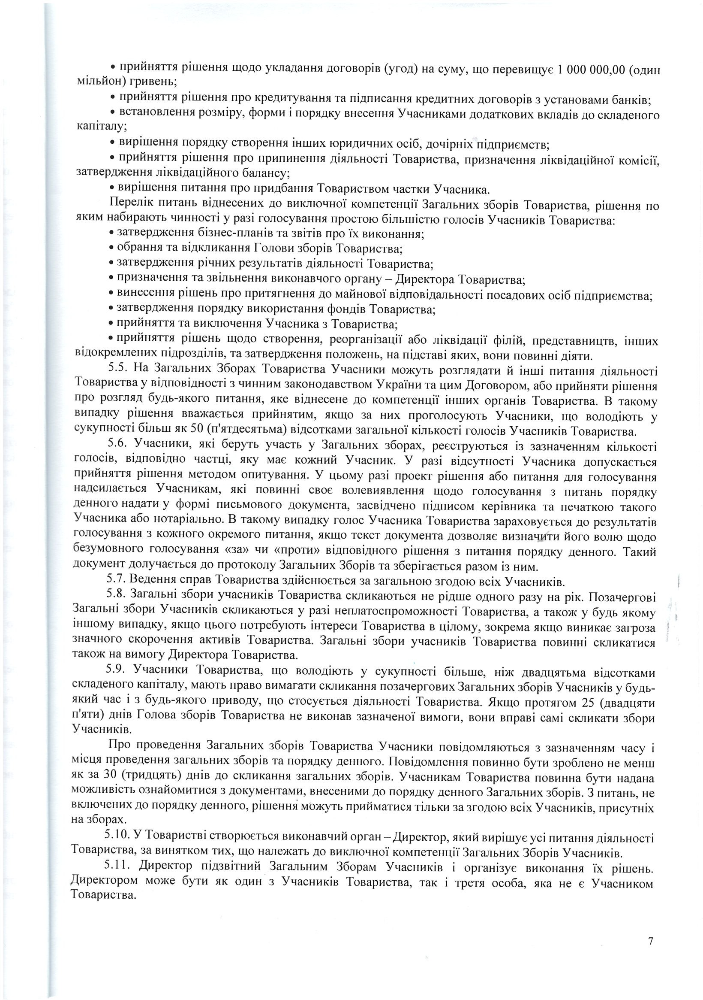 • прийняття рішення щодо укладання договорів (угод) на суму, що перевищує 1 000 000,00 (один
мільйон) гривень;
• прийняття рішення про кредитування та підписання кредитних договорів з установами банків;
• встановлення розміру, форми і порядку внесення Учасниками додаткових вкладів до складеного
капіталу;
• вирішення порядку створення інших юридичних осіб, дочірніх підприємств;
• прийняття рішення про припинення діяльності Товариства, призначення ліквідаційної комісії,
затвердження ліквідаційного балансу;
• вирішення питання про придбання Товариством частки Учасника.
Перелік питань віднесених до виключної компетенції Загальних зборів Товариства, рішення по
яким набирають чинності у разі голосування простою більшістю голосів Учасників Товариства:
• затвердження бізнес-планів та звітів про їх виконання;
• обрання та відкликання Голови зборів Товариства;
• затвердження річних результатів діяльності Товариства;
• призначення та звільнення виконавчого органу – Директора Товариства;
• винесення рішень про притягнення до майнової відповідальності посадових осіб підприємства;
• затвердження порядку використання фондів Товариства;
• прийняття та виключення Учасника з Товариства;
• прийняття рішень щодо створення, реорганізації або ліквідації філій, представництв, інших
відокремлених підрозділів, та затвердження положень, на підставі яких, вони повинні діяти.
5.5. На Загальних Зборах Товариства Учасники можуть розглядати й інші питання діяльності
Товариства у відповідності з чинним законодавством України та цим Договором, або прийняти рішення
про розгляд будь-якого питання, яке віднесене до компетенції інших органів Товариства. В такому
випадку рішення вважається прийнятим, якщо за них проголосують Учасники, що володіють у
сукупності більш як 50 (п'ятдесятьма) відсотками загальної кількості голосів Учасників Товариства.
5.6. Учасники, які беруть участь у Загальних зборах, реєструються із зазначенням кількості
голосів, відповідно частці, яку має кожний Учасник. У разі відсутності Учасника допускається
прийняття рішення методом опитування. У цьому разі проект рішення або питання для голосування
надсилається Учасникам, які повинні своє волевиявлення щодо голосування з питань порядку
денного надати у формі письмового документа, засвідчено підписом керівника та печаткою такого
Учасника або нотаріально. В такому випадку голос Учасника Товариства зараховується до результатів
голосування з кожного окремого питання, якщо текст документа дозволяє визначити його волю щодо
безумовного голосування «за» чи «проти» відповідного рішення з питання порядку денного. Такий
документ долучається до протоколу Загальних Зборів та зберігається разом із ним.
5.7. Ведення справ Товариства здійснюється за загальною згодою всіх Учасників.
5.8. Загальні збори учасників Товариства скликаються не рідше одного разу на рік. Позачергові
Загальні збори Учасників скликаються у разі неплатоспроможності Товариства, а також у будь якому
іншому випадку, якщо цього потребують інтереси Товариства в цілому, зокрема якщо виникає загроза
значного скорочення активів Товариства. Загальні збори учасників Товариства повинні скликатися
також на вимогу Директора Товариства.
5.9. Учасники Товариства, що володіють у сукупності більше, ніж двадцятьма відсотками
складеного капіталу, мають право вимагати скликання позачергових Загальних зборів Учасників у будь-
який час і з будь-якого приводу, що стосується діяльності Товариства. Якщо протягом 25 (двадцяти
п'яти) днів Голова зборів Товариства не виконав зазначеної вимоги, вони вправі самі скликати збори
Учасників.
Про проведення Загальних зборів Товариства Учасники повідомляються з зазначенням часу і
місця проведення загальних зборів та порядку денного. Повідомлення повинно бути зроблено не менш
як за 30 (тридцять) днів до скликання загальних зборів. Учасникам Товариства повинна бути надана
можливість ознайомитися з документами, внесеними до порядку денного Загальних зборів. З питань, не
включених до порядку денного, рішення можуть прийматися тільки за згодою всіх Учасників, присутніх
на зборах.
5.10. У Товаристві створюється виконавчий орган – Директор, який вирішує усі питання діяльності
Товариства, за винятком тих, що належать до виключної компетенції Загальних Зборів Учасників.
5.11. Директор підзвітний Загальним Зборам Учасників і організує виконання їх рішень.
Директором може бути як один з Учасників Товариства, так і третя особа, яка не є Учасником
Товариства.
7